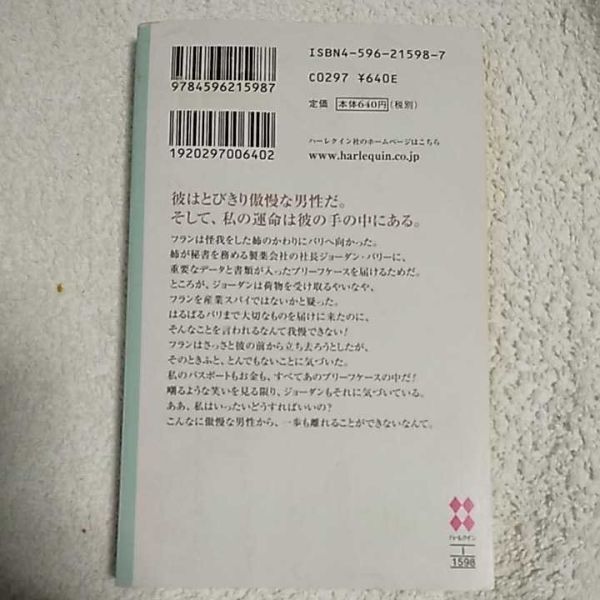 ISBN4-596-21598-7
9784596215987
C0297 ¥640E
定価 本体640円(税別)
ハーレクイン社のホームページはこちら
1920297006402
www.harlequin.co.jp
彼はとびきり傲慢な男性だ。
そして、私の運命は彼の手の中にある。
フランは怪我をした姉のかわりにパリへ向かった。
姉が秘書を務める製薬会社の社長ジョーダン・バリーに、
重要なデータと書類が入ったブリーフケースを届けるためだ。
ところが、ジョーダンは荷物を受け取るやいなや、
フランを産業スパイではないかと疑った。
はるばるパリまで大切なものを届けに来たのに、
そんなことを言われるなんて我慢できない!
フランはさっさと彼の前から立ち去ろうとしたが、
そのときふと、とんでもないことに気づいた。
私のパスポートもお金も、すべてあのブリーフケースの中だ!
嘲るような笑いを見る限り、ジョーダンもそれに気づいている。
ああ、私はいったいどうすればいいの?
こんなに傲慢な男性から、一歩も離れることができないなんて。
ハーレクイン
I
1598